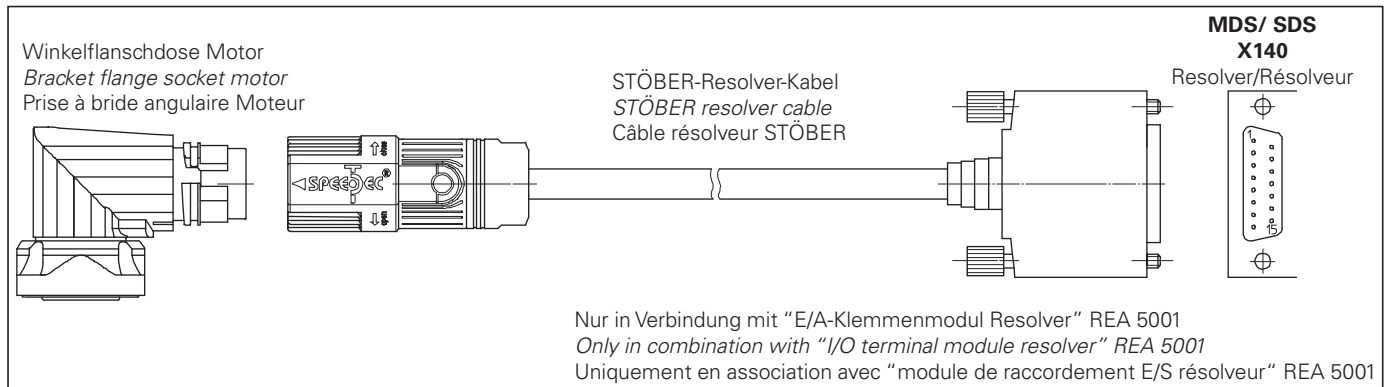 Winkelflanschdose Motor
Bracket flange socket motor
Prise à bride angulaire Moteur
STÖBER-Resolver-Kabel
STÖBER resolver cable
Câble résolveur STÖBER
MDS/ SDS
X140
Resolver/Résolveur
close
SPEEDTEC®
open
1
15
Nur in Verbindung mit “E/A-Klemmenmodul Resolver” REA 5001
Only in combination with “I/O terminal module resolver” REA 5001
Uniquement en association avec “module de raccordement E/S résolveur“ REA 5001